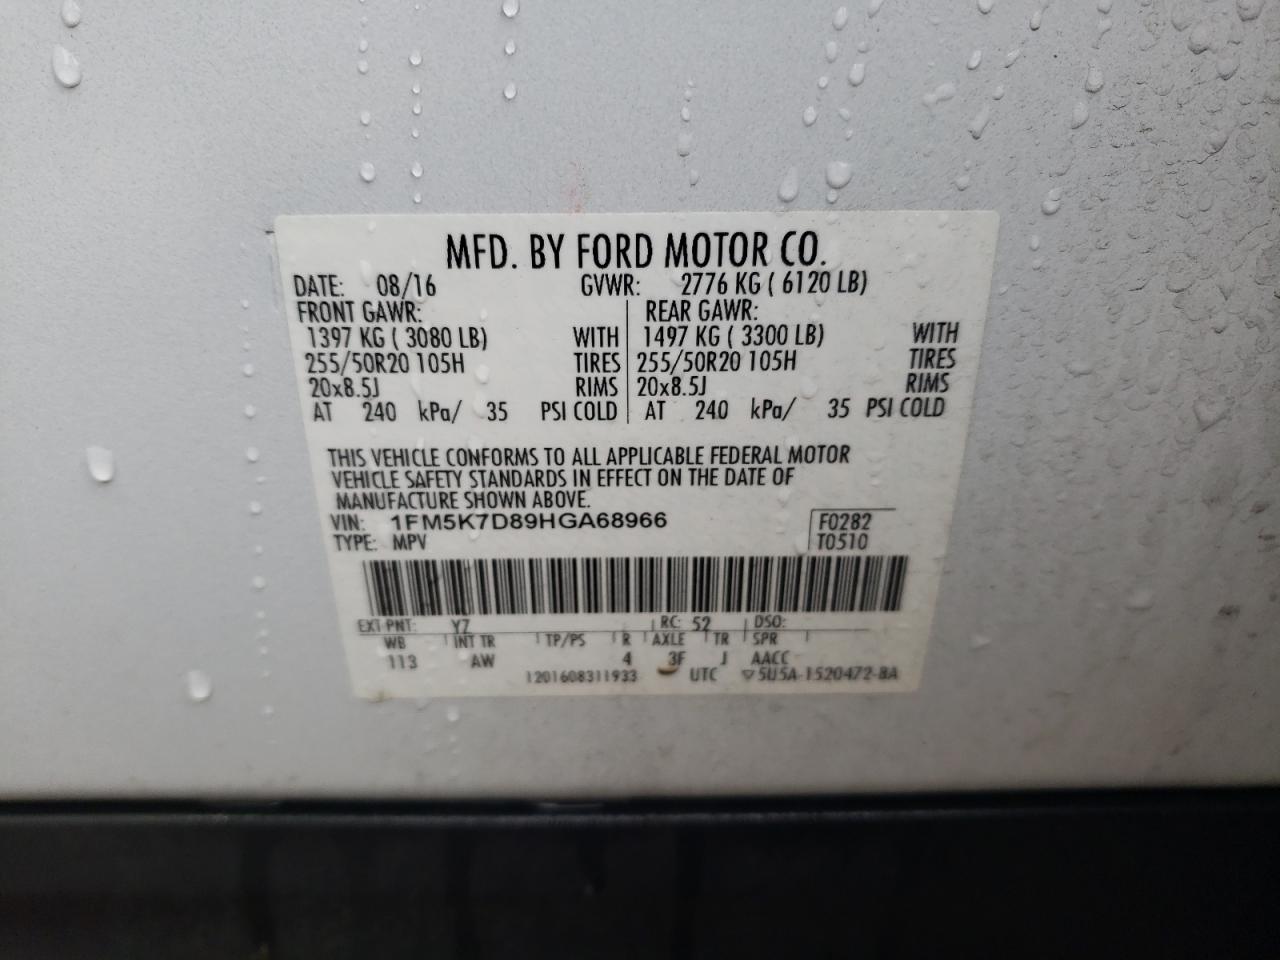 MFD. BY FORD MOTOR CO.
DATE: 08/16 GVWR: 2776 KG ( 6120 LB)
FRONT GAWR: REAR GAWR:
1397 KG ( 3080 LB) WITH 1497 KG ( 3300 LB) WITH
255/50R20 105H TIRES 255/50R20 105H TIRES
20x8.5J RIMS 20x8.5J RIMS
AT 240 kPa/ 35 PSI COLD AT 240 kPa/ 35 PSI COLD
THIS VEHICLE CONFORMS TO ALL APPLICABLE FEDERAL MOTOR
VEHICLE SAFETY STANDARDS IN EFFECT ON THE DATE OF
MANUFACTURE SHOWN ABOVE.
VIN: 1FM5K7D89HGA68966 F0282
TYPE: MPV T0510
EXT PNT: YZ RC: 52 DSO:
WB INT TR TP/PS R AXLE TR SPR
113 AW 4 3F J AACC
1201608311933 UTC ▽5U5A-1520472-BA